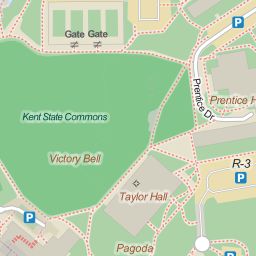 P
Gate Gate
Prentice Dr
Prentice H
Kent State Commons
Victory Bell
R-3
P
Taylor Hall
P
Pagoda
P